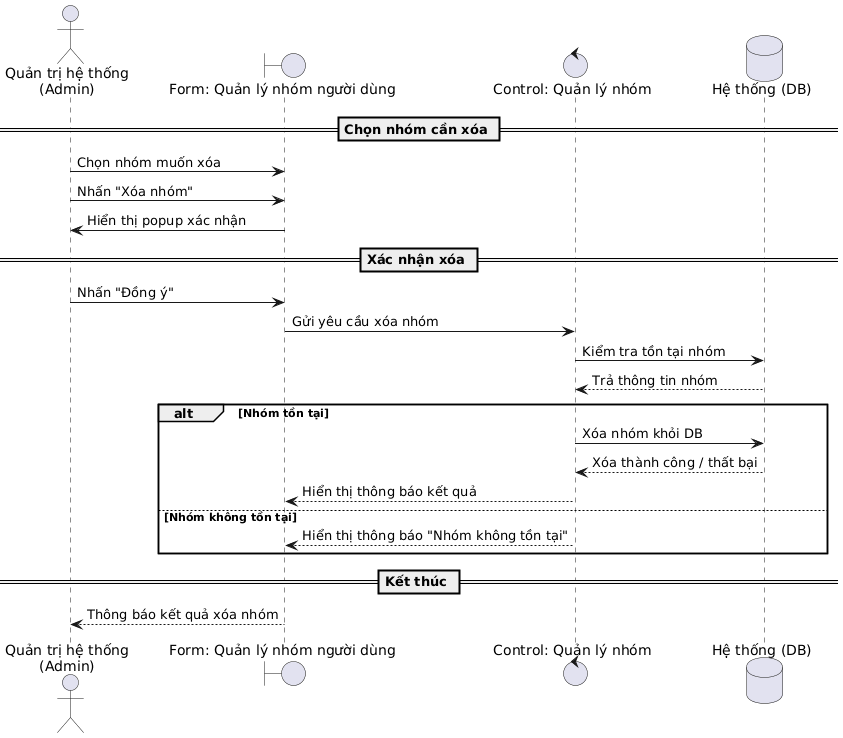 Quản trị hệ thống
(Admin)
Form: Quản lý nhóm người dùng
Control: Quản lý nhóm
Hệ thống (DB)
Chọn nhóm cần xóa
Chọn nhóm muốn xóa
Nhấn "Xóa nhóm"
Hiển thị popup xác nhận
Xác nhận xóa
Nhấn "Đồng ý"
Gửi yêu cầu xóa nhóm
Kiểm tra tồn tại nhóm
Trả thông tin nhóm
alt [Nhóm tồn tại]
Xóa nhóm khỏi DB
Xóa thành công / thất bại
Hiển thị thông báo kết quả
[Nhóm không tồn tại]
Hiển thị thông báo "Nhóm không tồn tại"
Kết thúc
Thông báo kết quả xóa nhóm
Quản trị hệ thống
(Admin)
Form: Quản lý nhóm người dùng
Control: Quản lý nhóm
Hệ thống (DB)